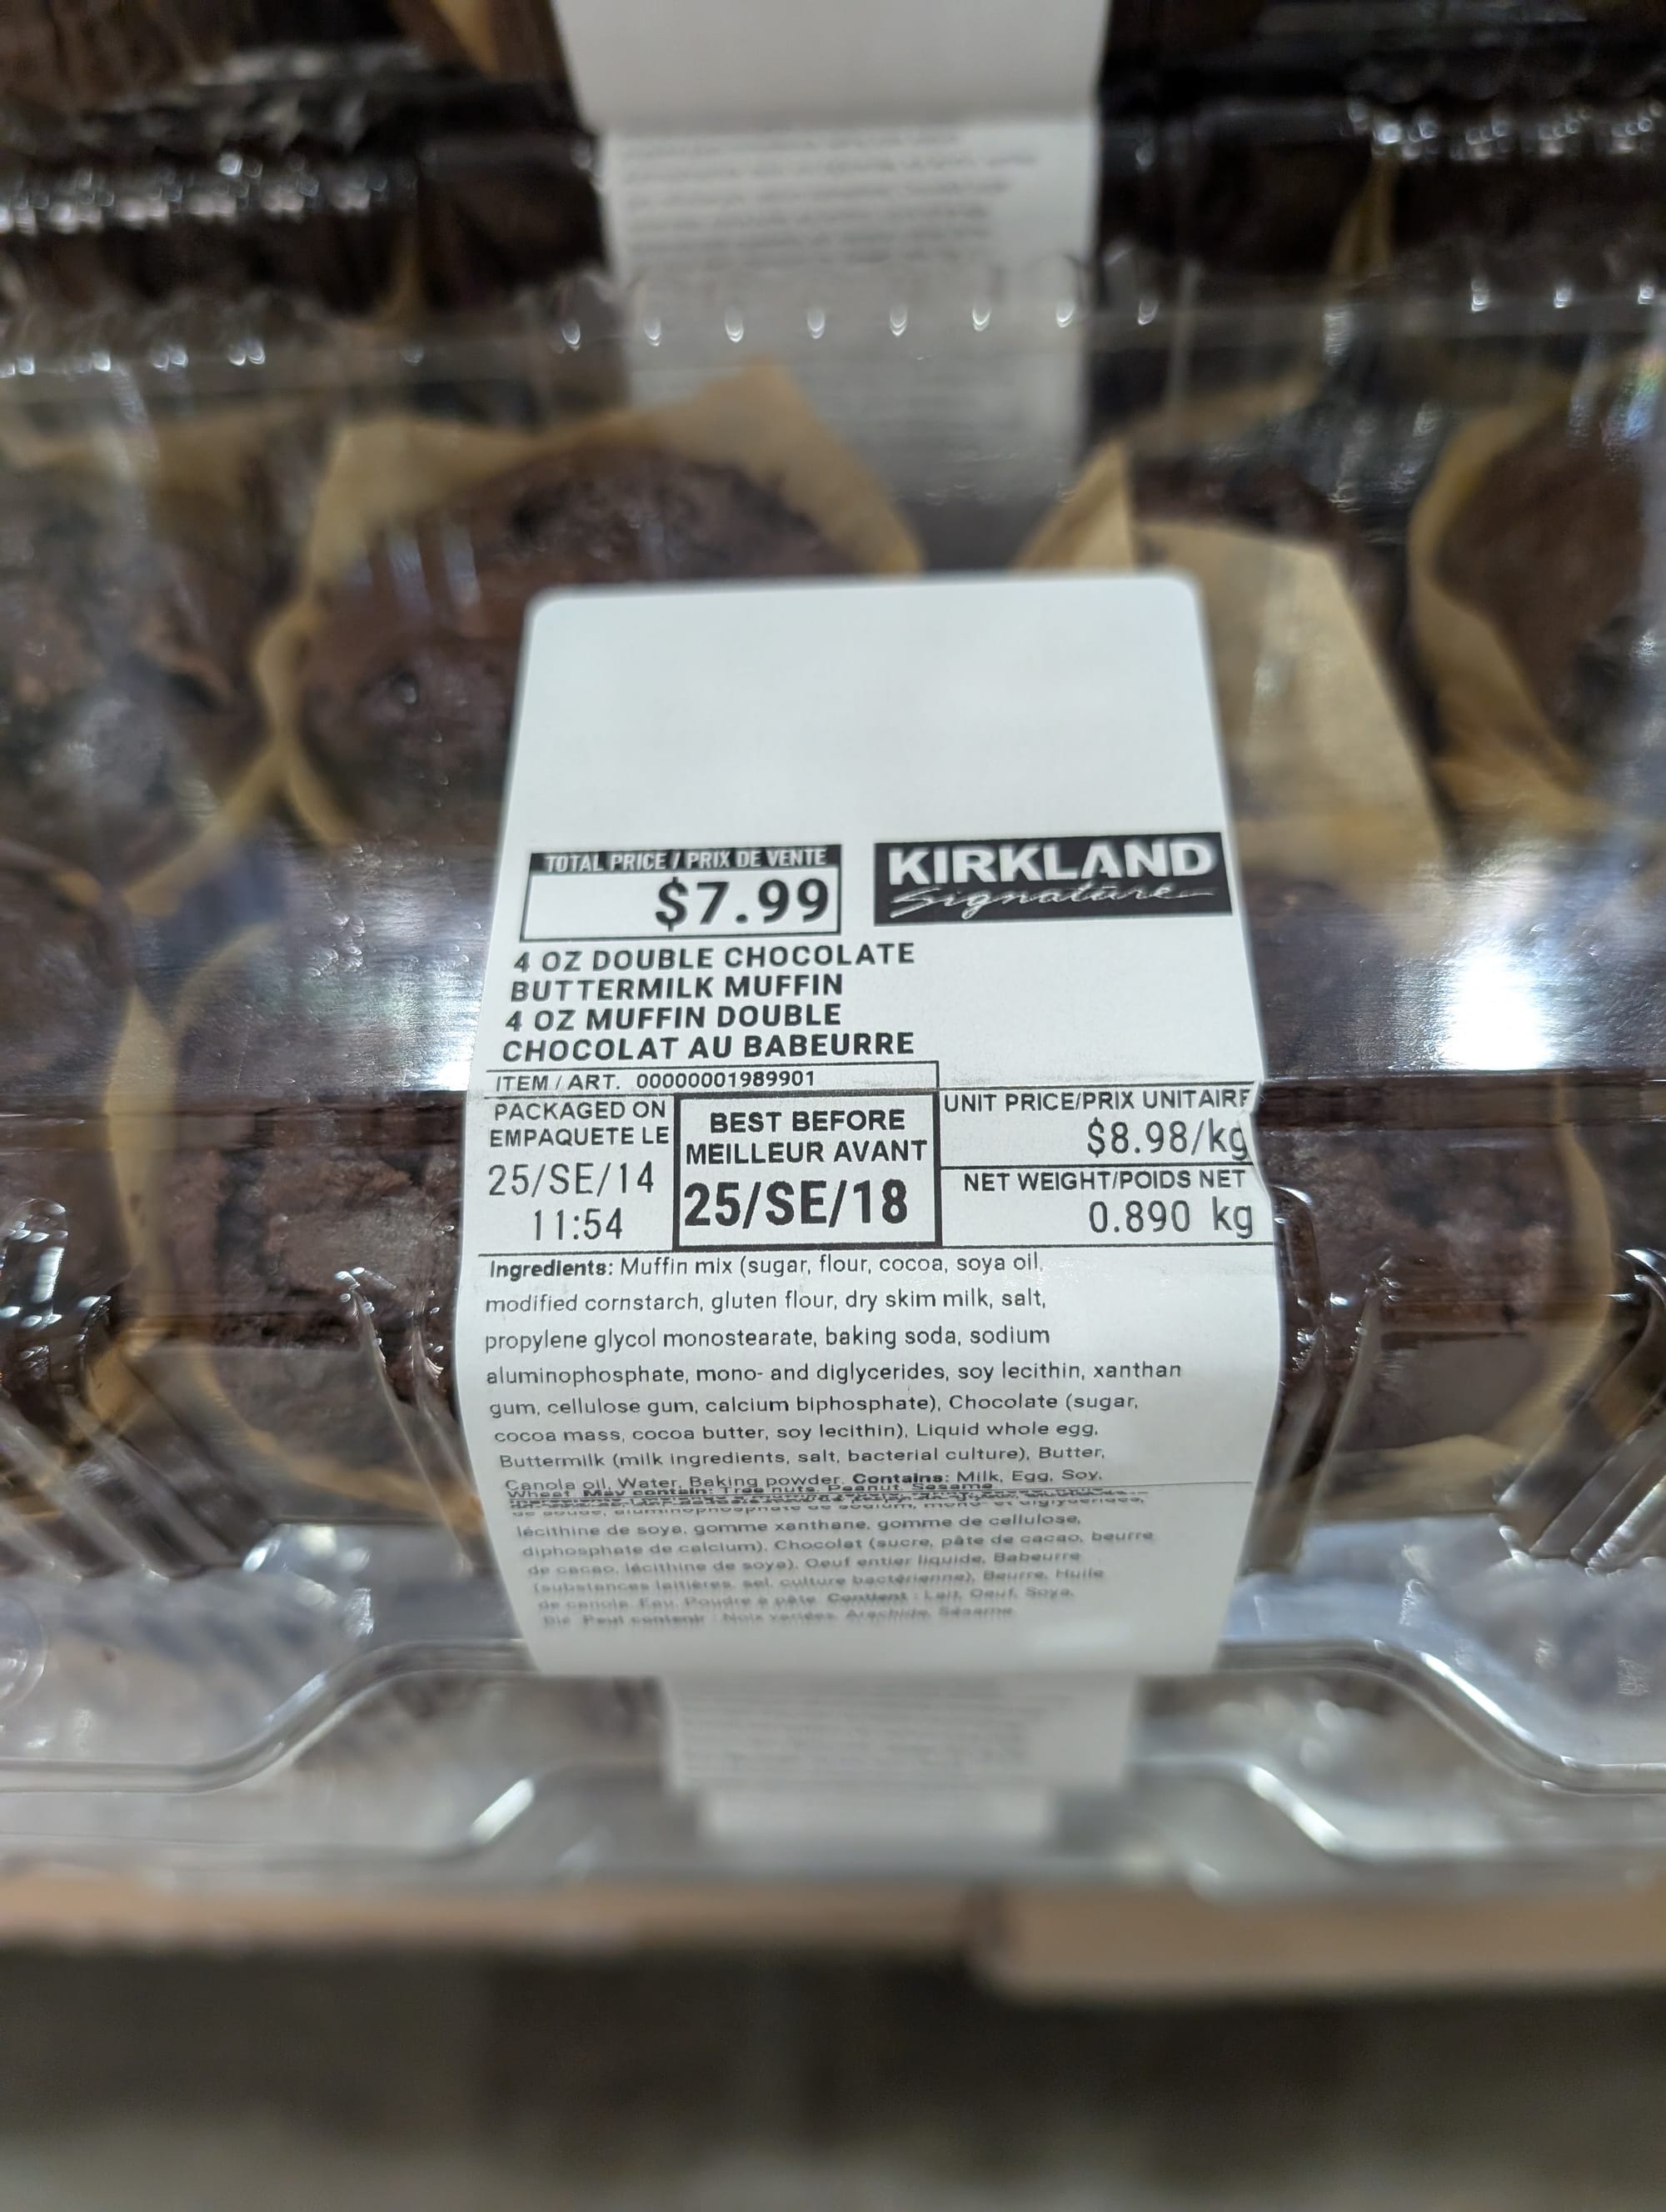 TOTAL PRICE / PRIX DE VENTE
$7.99
KIRKLAND
Signature
4 OZ DOUBLE CHOCOLATE
BUTTERMILK MUFFIN
4 OZ MUFFIN DOUBLE
CHOCOLAT AU BABEURRE
ITEM / ART. 00000001989901
PACKAGED ON
EMPAQUETE LE
25/SE/14
11:54
BEST BEFORE
MEILLEUR AVANT
25/SE/18
UNIT PRICE/PRIX UNITAIRE
$8.98/kg
NET WEIGHT/POIDS NET
0.890 kg
Ingredients: Muffin mix (sugar, flour, cocoa, soya oil,
modified cornstarch, gluten flour, dry skim milk, salt,
propylene glycol monostearate, baking soda, sodium
aluminophosphate, mono- and diglycerides, soy lecithin, xanthan
gum, cellulose gum, calcium biphosphate), Chocolate (sugar,
cocoa mass, cocoa butter, soy lecithin), Liquid whole egg,
Buttermilk (milk ingredients, salt, bacterial culture), Butter,
Canola oil, Water, Baking powder. Contains: Milk, Egg, Soy,
Wheat. May contain: Tree nuts, Peanut, Sesame.
de soude, aluminophosphate de sodium, mono- et diglycérides,
lécithine de soya, gomme xanthane, gomme de cellulose,
diphosphate de calcium), Chocolat (sucre, pâte de cacao, beurre
de cacao, lécithine de soya), Oeuf entier liquide, Babeurre
(substances laitières, sel, culture bactérienne), Beurre, Huile
de canola, Eau, Poudre a pâte. Contient : Lait, Oeuf, Soya,
Blé. Peut contenir : Noix variées, Arachide, Sésame.